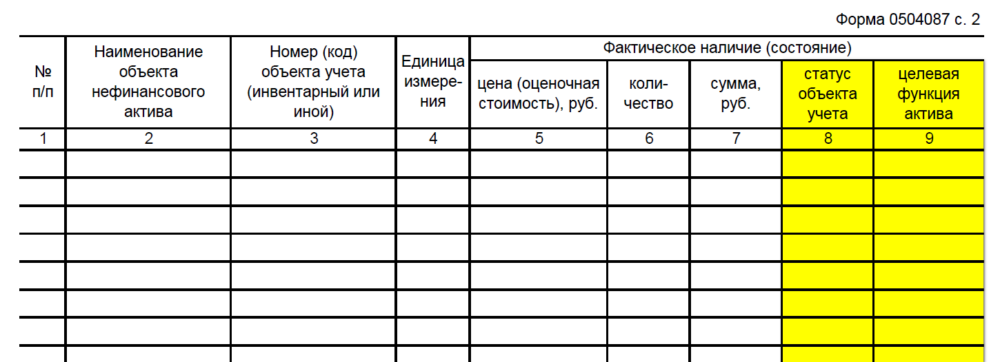 Форма 0504087 с. 2
№
п/п
Наименование
объекта
нефинансового
актива
Номер (код)
объекта учета
(инвентарный или
иной)
Единица
измере-
ния
Фактическое наличие (состояние)
цена (оценочная
стоимость), руб.
коли-
чество
сумма,
руб.
статус
объекта
учета
целевая
функция
актива
1 2 3 4 5 6 7 8 9